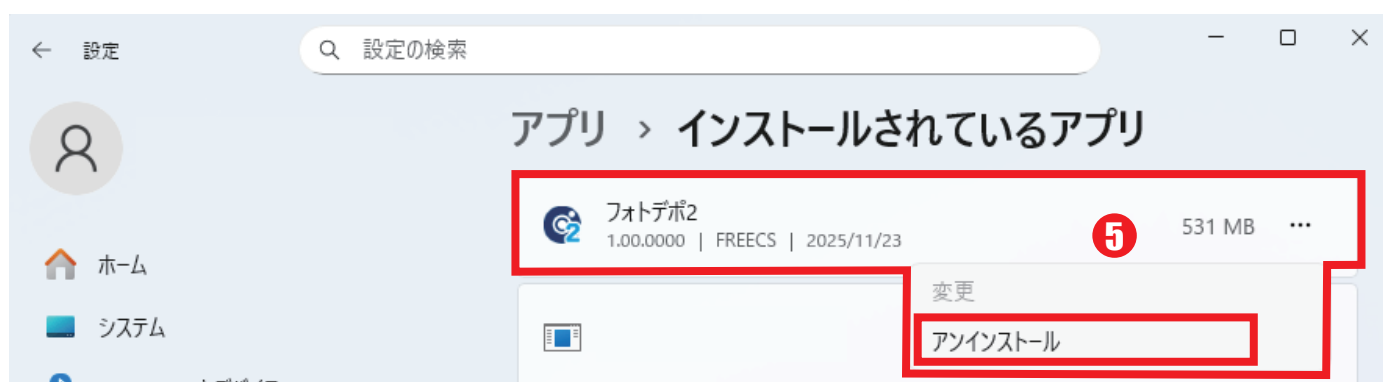 設定
設定の検索
アプリ > インストールされているアプリ
フォトデポ2
1.00.0000 | FREECS | 2025/11/23
5
531 MB
ホーム
変更
システム
アンインストール